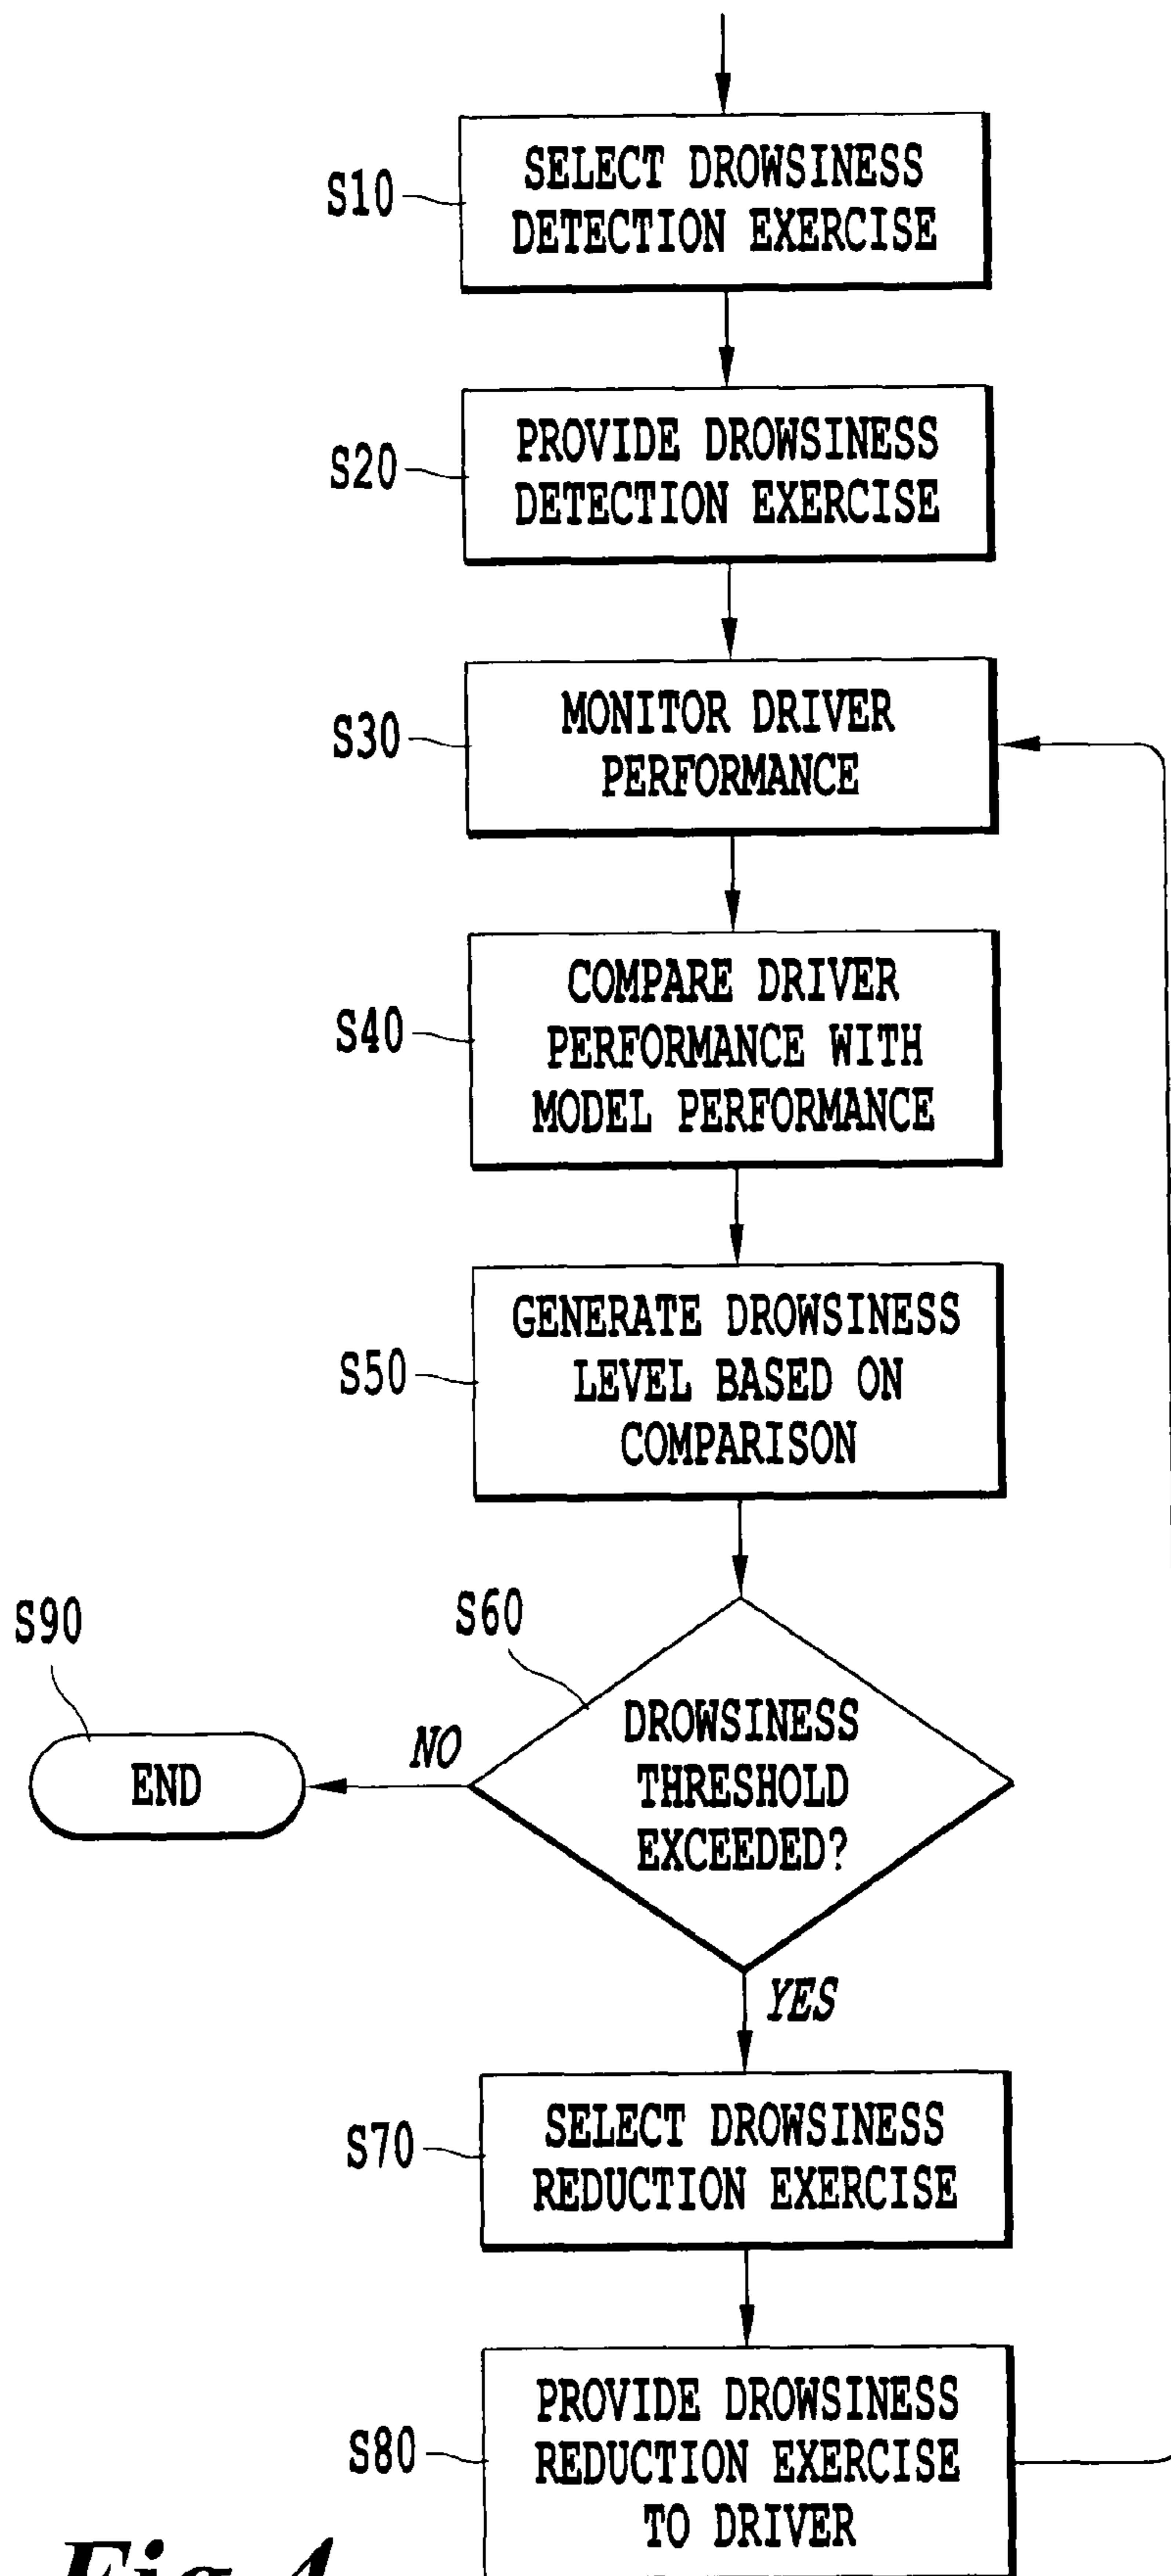 S10
SELECT DROWSINESS
DETECTION EXERCISE
S20
PROVIDE DROWSINESS
DETECTION EXERCISE
S30
MONITOR DRIVER
PERFORMANCE
S40
COMPARE DRIVER
PERFORMANCE WITH
MODEL PERFORMANCE
S50
GENERATE DROWSINESS
LEVEL BASED ON
COMPARISON
S60
DROWSINESS
THRESHOLD
EXCEEDED?
NO
S90
END
YES
S70
SELECT DROWSINESS
REDUCTION EXERCISE
S80
PROVIDE DROWSINESS
REDUCTION EXERCISE
TO DRIVER
Fig. 4